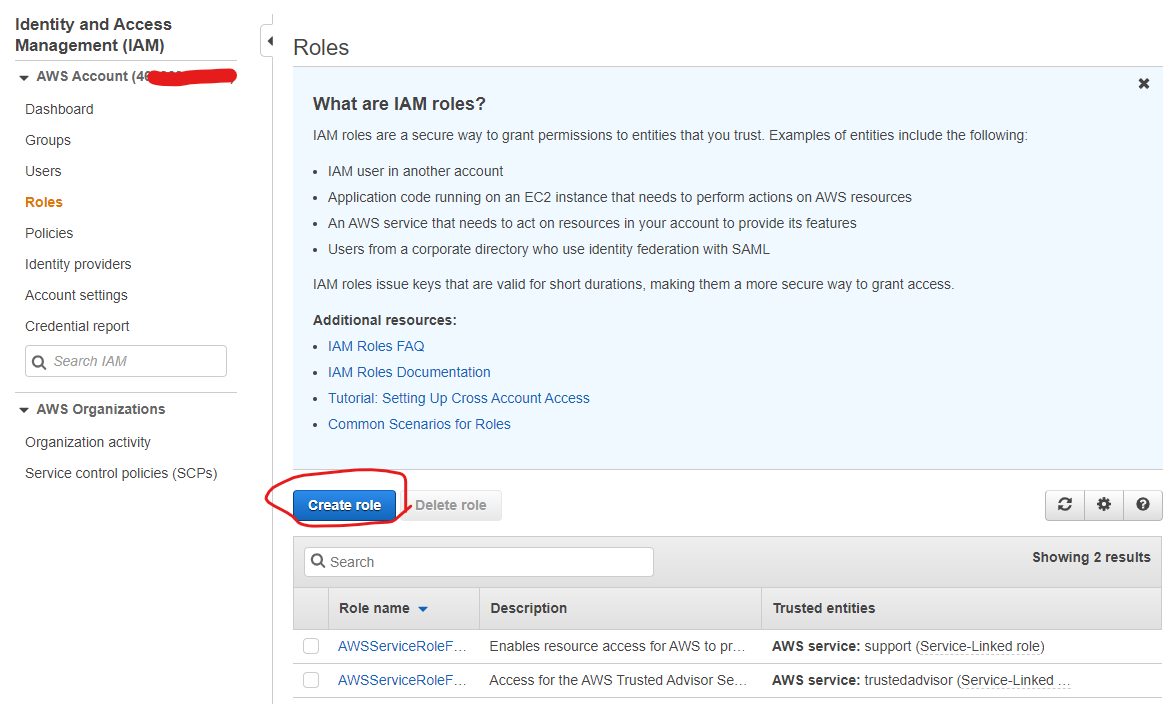 Identity and Access
Management (IAM)
AWS Account (46
Dashboard
Groups
Users
Roles
Policies
Identity providers
Account settings
Credential report
Search IAM
AWS Organizations
Organization activity
Service control policies (SCPs)
Roles
What are IAM roles?
IAM roles are a secure way to grant permissions to entities that you trust. Examples of entities include the following:
• IAM user in another account
• Application code running on an EC2 instance that needs to perform actions on AWS resources
• An AWS service that needs to act on resources in your account to provide its features
• Users from a corporate directory who use identity federation with SAML
IAM roles issue keys that are valid for short durations, making them a more secure way to grant access.
Additional resources:
• IAM Roles FAQ
• IAM Roles Documentation
• Tutorial: Setting Up Cross Account Access
• Common Scenarios for Roles
Create role Delete role
Search Showing 2 results
Role name Description Trusted entities
AWSServiceRoleF... Enables resource access for AWS to pr... AWS service: support (Service-Linked role)
AWSServiceRoleF... Access for the AWS Trusted Advisor Se... AWS service: trustedadvisor (Service-Linked ...